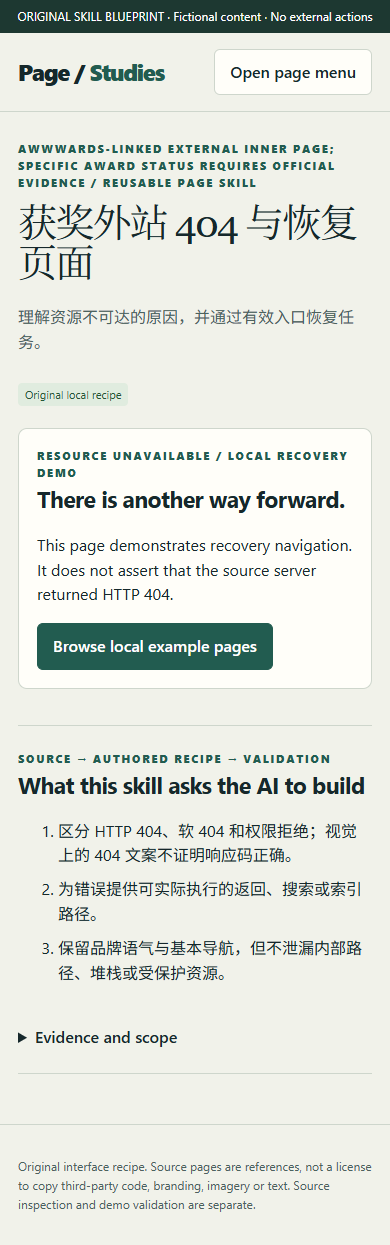 ORIGINAL SKILL BLUEPRINT · Fictional content · No external actions
Page / Studies
Open page menu
AWWWARDS-LINKED EXTERNAL INNER PAGE;
SPECIFIC AWARD STATUS REQUIRES OFFICIAL
EVIDENCE / REUSABLE PAGE SKILL
获奖外站 404 与恢复
页面
理解资源不可达的原因，并通过有效入口恢复任
务。
Original local recipe
RESOURCE UNAVAILABLE / LOCAL RECOVERY
DEMO
There is another way forward.
This page demonstrates recovery navigation.
It does not assert that the source server
returned HTTP 404.
Browse local example pages
SOURCE → AUTHORED RECIPE → VALIDATION
What this skill asks the AI to build
1. 区分 HTTP 404、软 404 和权限拒绝；视觉
上的 404 文案不证明响应码正确。
2. 为错误提供可实际执行的返回、搜索或索引
路径。
3. 保留品牌语气与基本导航，但不泄漏内部路
径、堆栈或受保护资源。
Evidence and scope
Original interface recipe. Source pages are references, not a license
to copy third-party code, branding, imagery or text. Source
inspection and demo validation are separate.